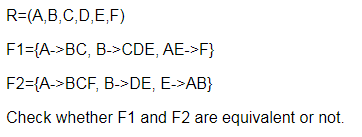 R=(A,B,C,D,E,F)
F1={A->BC, B->CDE, AE->F}
F2={A->BCF, B->DE, E->AB}
Check whether F1 and F2 are equivalent or not.